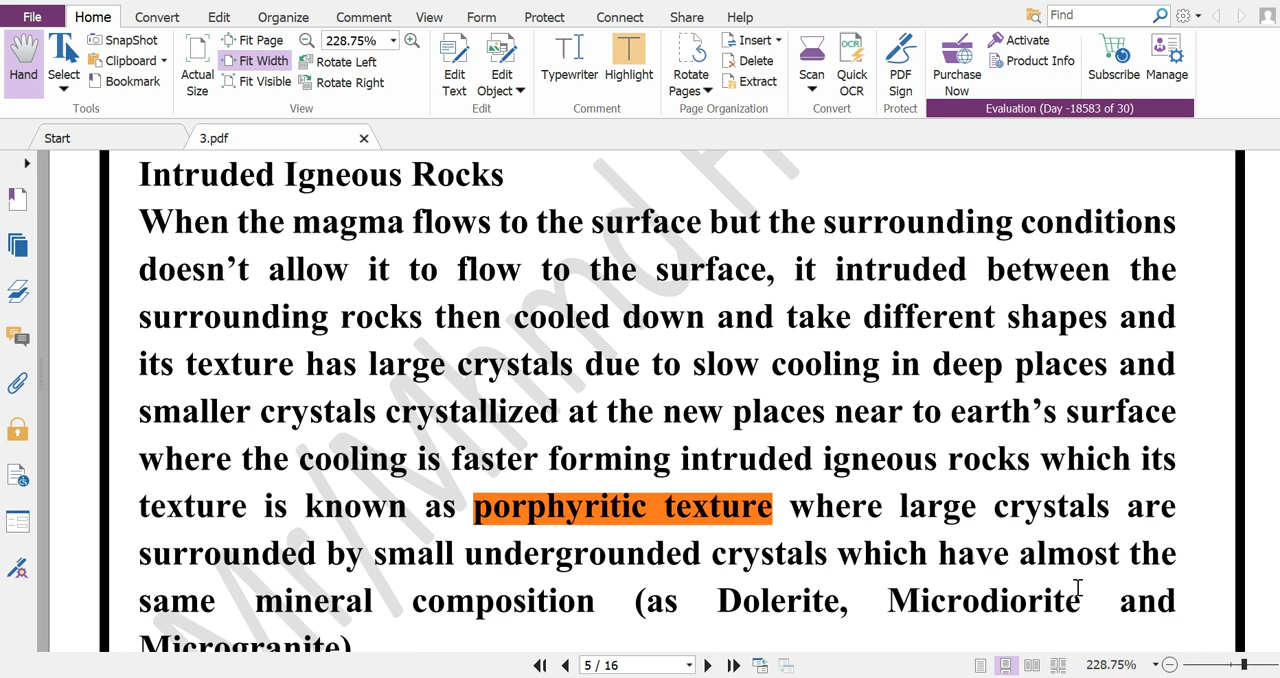 File Home Convert Edit Organize Comment View Form Protect Connect Share Help Find
Hand
Select
SnapShot
Clipboard
Bookmark
Tools
Actual Size
Fit Page
Fit Width
Fit Visible
228.75%
Rotate Left
Rotate Right
View
Edit Text
Edit Object
Edit
Typewriter
Highlight
Comment
Rotate Pages
Insert
Delete
Extract
Page Organization
Scan
Quick OCR
OCR
Convert
PDF Sign
Protect
Purchase Now
Activate
Product Info
Subscribe
Manage
Evaluation (Day -18583 of 30)
Start
3.pdf
Intruded Igneous Rocks
When the magma flows to the surface but the surrounding conditions
doesn't allow it to flow to the surface, it intruded between the
surrounding rocks then cooled down and take different shapes and
its texture has large crystals due to slow cooling in deep places and
smaller crystals crystallized at the new places near to earth's surface
where the cooling is faster forming intruded igneous rocks which its
texture is known as porphyritic texture where large crystals are
surrounded by small undergrounded crystals which have almost the
same mineral composition (as Dolerite, Microdiorite and
Microgranite)
5 / 16
228.75%